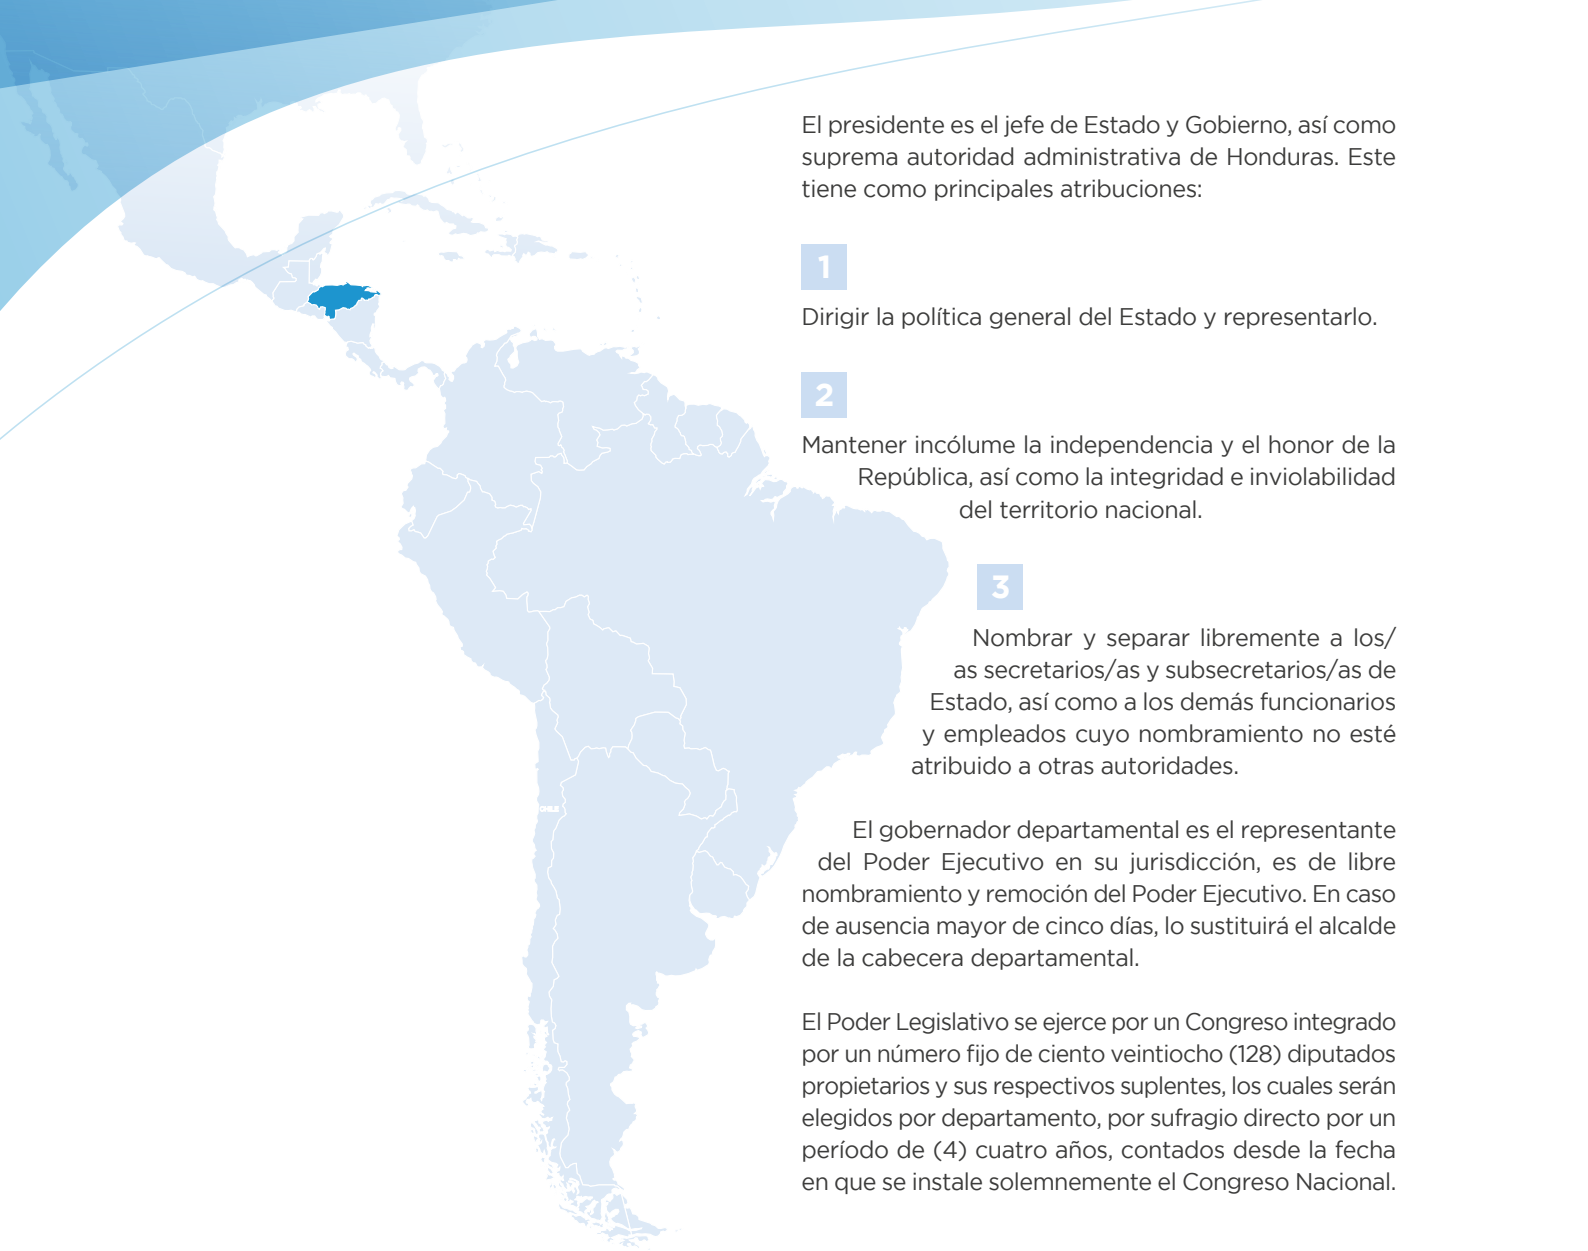 El presidente es el jefe de Estado y Gobierno, así como
suprema autoridad administrativa de Honduras. Este
tiene como principales atribuciones:
1
Dirigir la política general del Estado y representarlo.
2
Mantener incólume la independencia y el honor de la
República, así como la integridad e inviolabilidad
del territorio nacional.
3
Nombrar y separar libremente a los/
as secretarios/as y subsecretarios/as de
Estado, así como a los demás funcionarios
y empleados cuyo nombramiento no esté
atribuido a otras autoridades.
CHILE
El gobernador departamental es el representante
del Poder Ejecutivo en su jurisdicción, es de libre
nombramiento y remoción del Poder Ejecutivo. En caso
de ausencia mayor de cinco días, lo sustituirá el alcalde
de la cabecera departamental.
El Poder Legislativo se ejerce por un Congreso integrado
por un número fijo de ciento veintiocho (128) diputados
propietarios y sus respectivos suplentes, los cuales serán
elegidos por departamento, por sufragio directo por un
período de (4) cuatro años, contados desde la fecha
en que se instale solemnemente el Congreso Nacional.